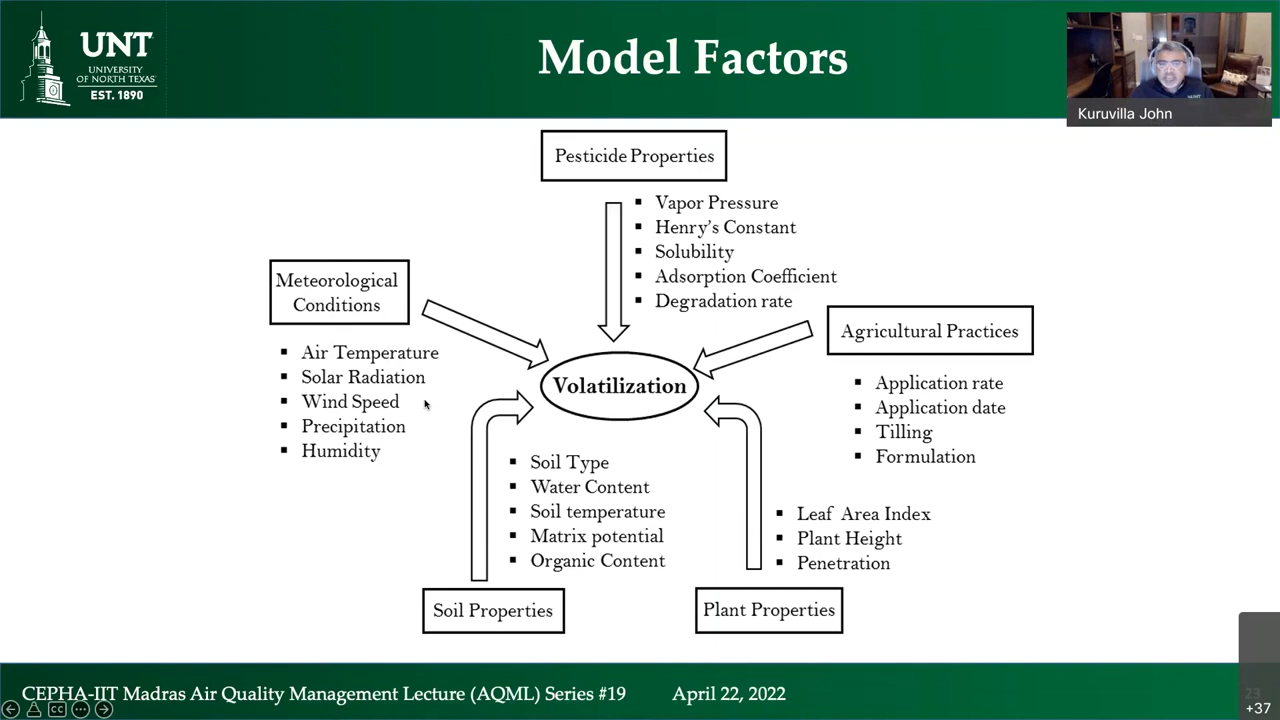 UNT
UNIVERSITY
OF NORTH TEXAS
EST. 1890
Model Factors
Kuruvilla John
Pesticide Properties
▪ Vapor Pressure
▪ Henry's Constant
▪ Solubility
▪ Adsorption Coefficient
▪ Degradation rate
Meteorological
Conditions
▪ Air Temperature
▪ Solar Radiation
▪ Wind Speed
▪ Precipitation
▪ Humidity
Agricultural Practices
▪ Application rate
▪ Application date
▪ Tilling
▪ Formulation
Volatilization
▪ Soil Type
▪ Water Content
▪ Soil temperature
▪ Matrix potential
▪ Organic Content
Soil Properties
▪ Leaf Area Index
▪ Plant Height
▪ Penetration
Plant Properties
CEPHA-IIT Madras Air Quality Management Lecture (AQML) Series #19
April 22, 2022
CC
23
+37